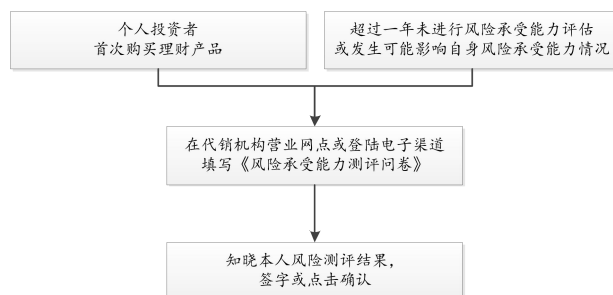 个人投资者
首次购买理财产品
超过一年未进行风险承受能力评估
或发生可能影响自身风险承受能力情况
在代销机构营业网点或登陆电子渠道
填写《风险承受能力测评问卷》
知晓本人风险测评结果，
签字或点击确认